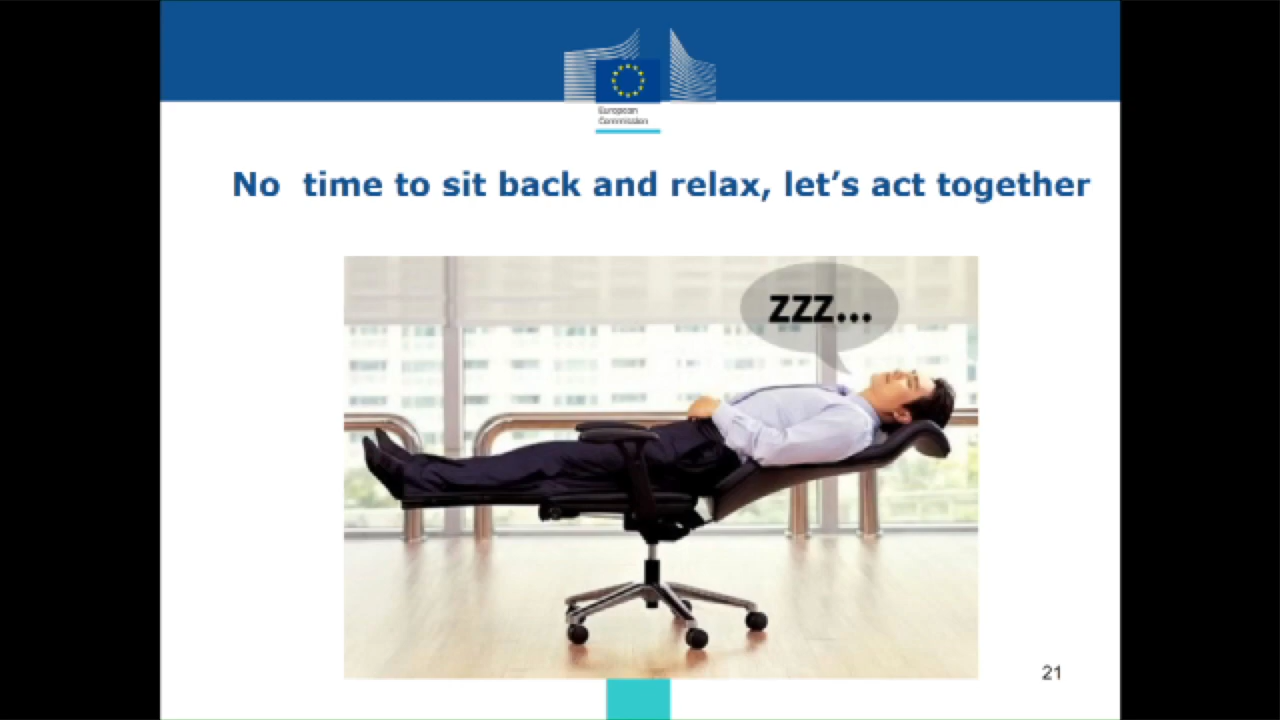 European
Commission
No  time to sit back and relax, let’s act together
ZZZ...
21